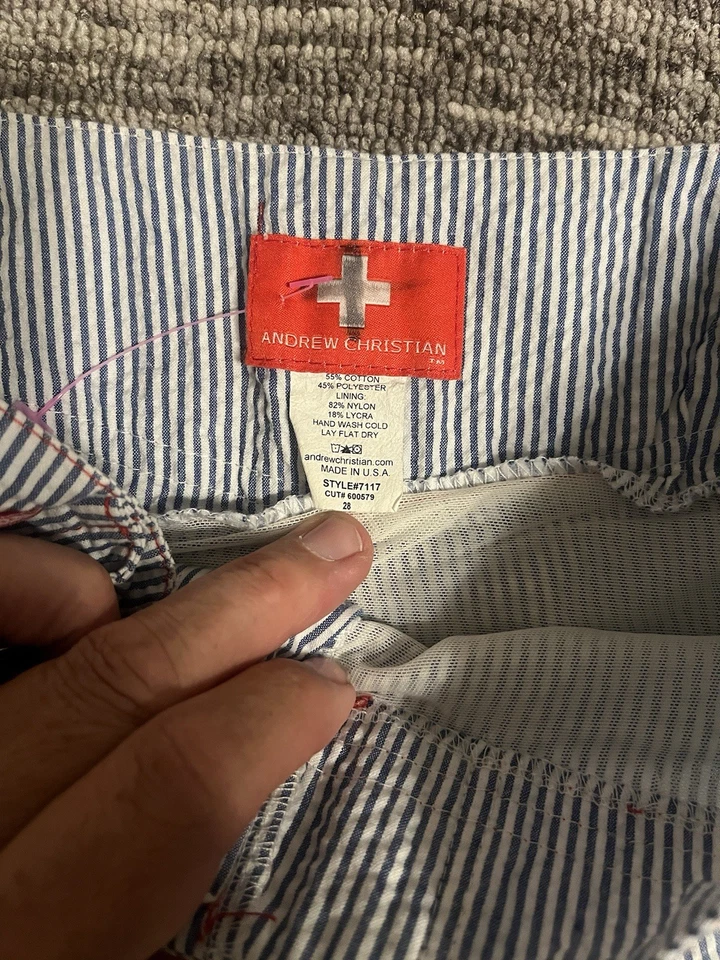 ANDREW CHRISTIAN
TM
55% COTTON
45% POLYESTER
LINING:
82% NYLON
18% LYCRA
HAND WASH COLD
LAY FLAT DRY
andrewchristian.com
MADE IN U.S.A.
STYLE#7117
CUT# 600579
28